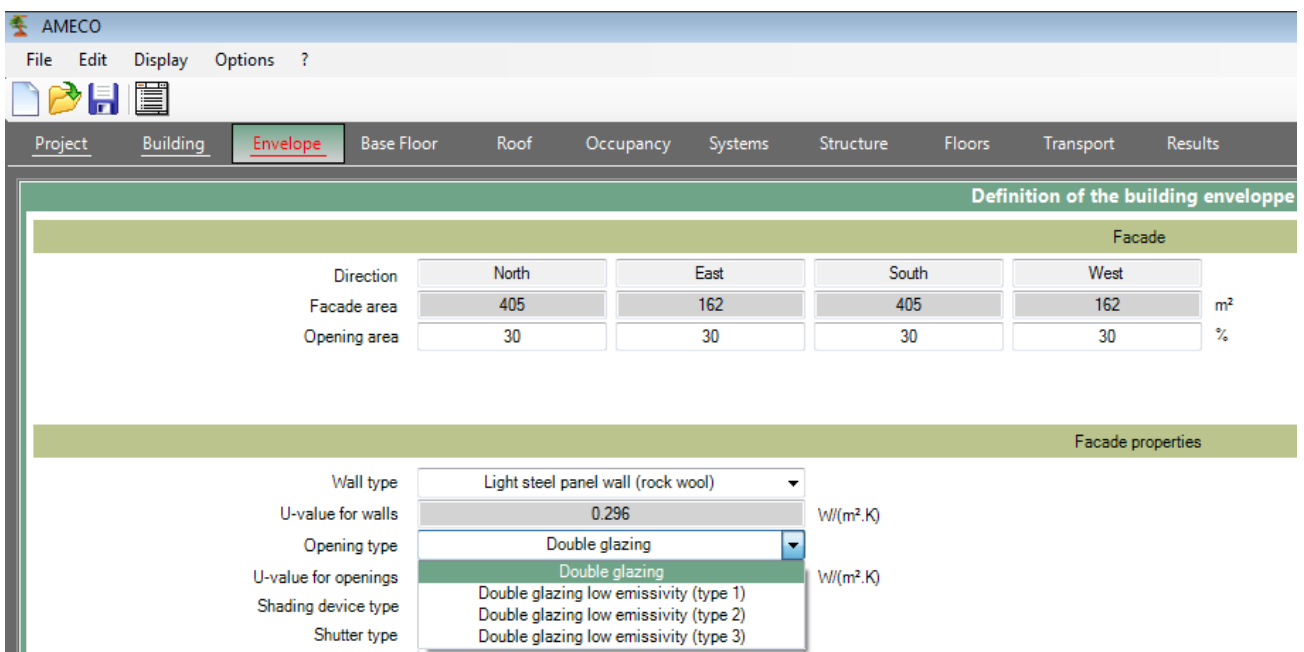 AMECO
File Edit Display Options ?
Project Building Envelope Base Floor Roof Occupancy Systems Structure Floors Transport Results
Definition of the building enveloppe
Facade
Direction North East South West
Facade area 405 162 405 162 m²
Opening area 30 30 30 30 %
Facade properties
Wall type Light steel panel wall (rock wool)
U-value for walls 0.296 W/(m².K)
Opening type Double glazing
U-value for openings Double glazing W/(m².K)
Double glazing low emissivity (type 1)
Shading device type Double glazing low emissivity (type 2)
Shutter type Double glazing low emissivity (type 3)